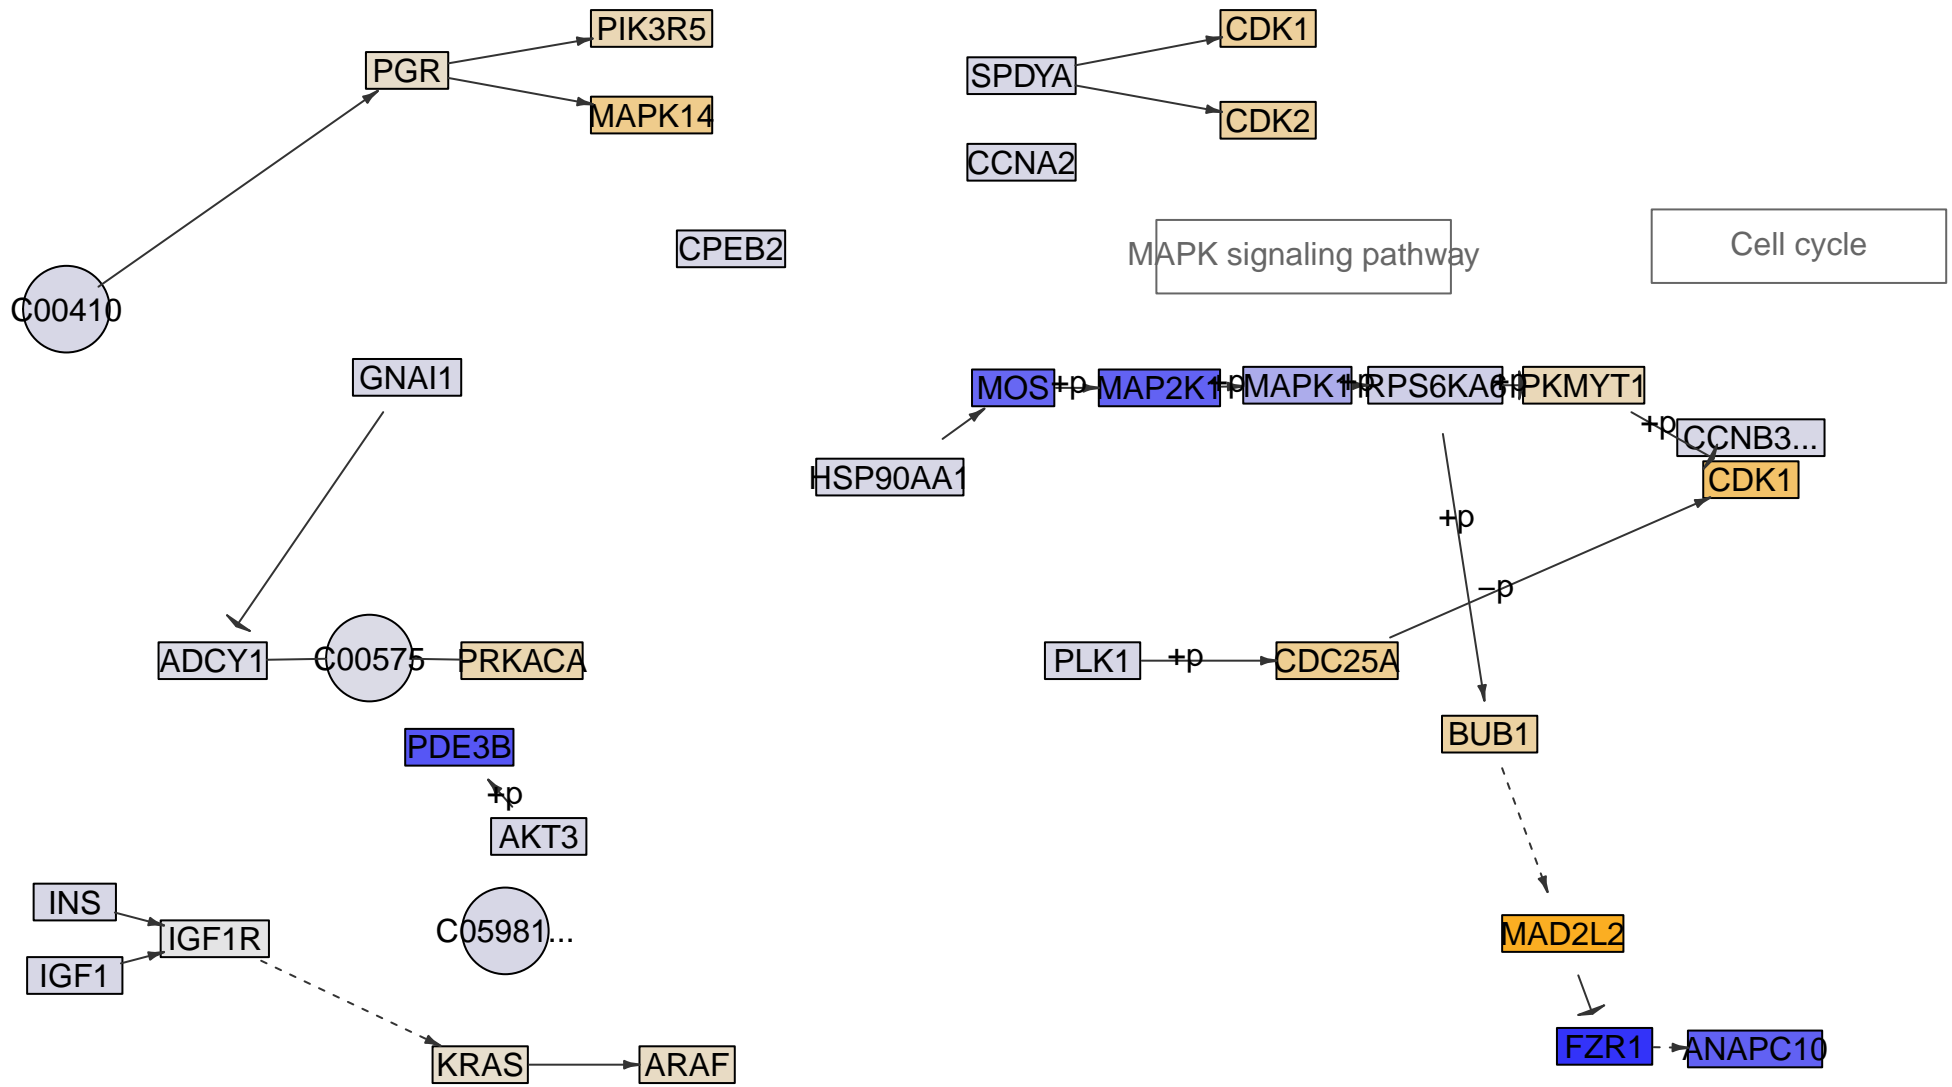 PIK3R5
CDK1
PGR
SPDYA
MAPK14
CDK2
CCNA2
CPEB2
MAPK signaling pathway
Cell cycle
C00410
GNAI1
MOS
+p
MAP2K1
+p
MAPK1
+p
RPS6KA6
+p
PKMYT1
+p
CCNB3...
HSP90AA1
CDK1
+p
−p
ADCY1
C00575
PRKACA
PLK1
+p
CDC25A
BUB1
PDE3B
+p
AKT3
INS
IGF1R
C05981...
MAD2L2
IGF1
FZR1
ANAPC10
KRAS
ARAF